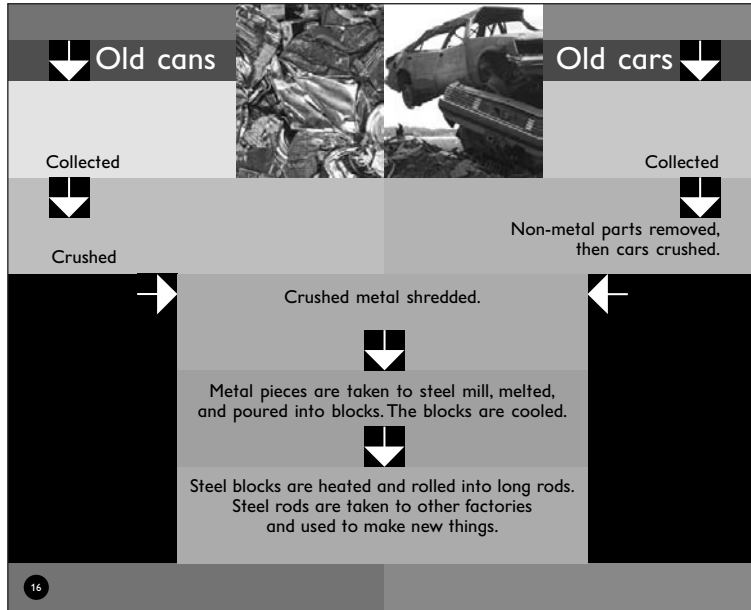 Old cans
Old cars
Collected
Collected
Crushed
Non-metal parts removed,
then cars crushed.
Crushed metal shredded.
Metal pieces are taken to steel mill, melted,
and poured into blocks. The blocks are cooled.
Steel blocks are heated and rolled into long rods.
Steel rods are taken to other factories
and used to make new things.
16